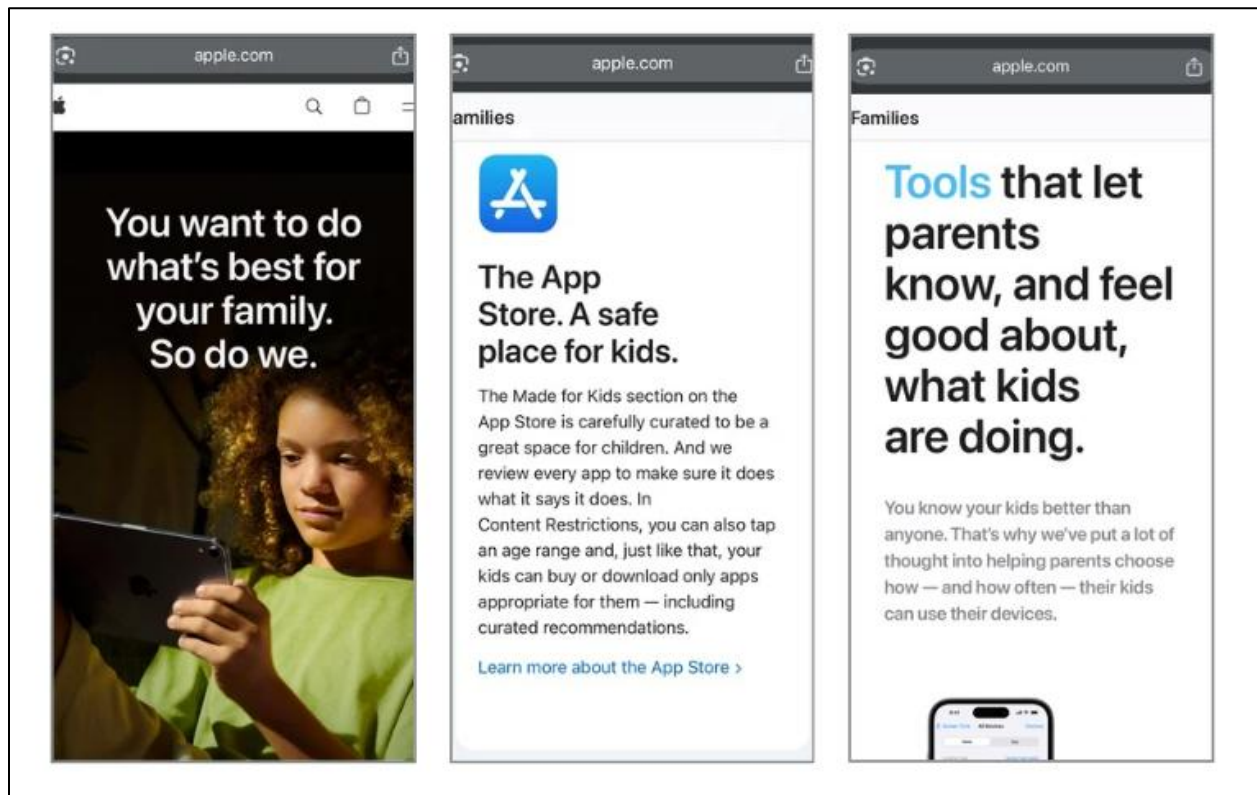 apple.com
You want to do
what's best for
your family.
So do we.
apple.com
amilies
The App
Store. A safe
place for kids.
The Made for Kids section on the
App Store is carefully curated to be a
great space for children. And we
review every app to make sure it does
what it says it does. In
Content Restrictions, you can also tap
an age range and, just like that, your
kids can buy or download only apps
appropriate for them — including
curated recommendations.
Learn more about the App Store >
apple.com
Families
Tools that let
parents
know, and feel
good about,
what kids
are doing.
You know your kids better than
anyone. That's why we've put a lot of
thought into helping parents choose
how — and how often — their kids
can use their devices.